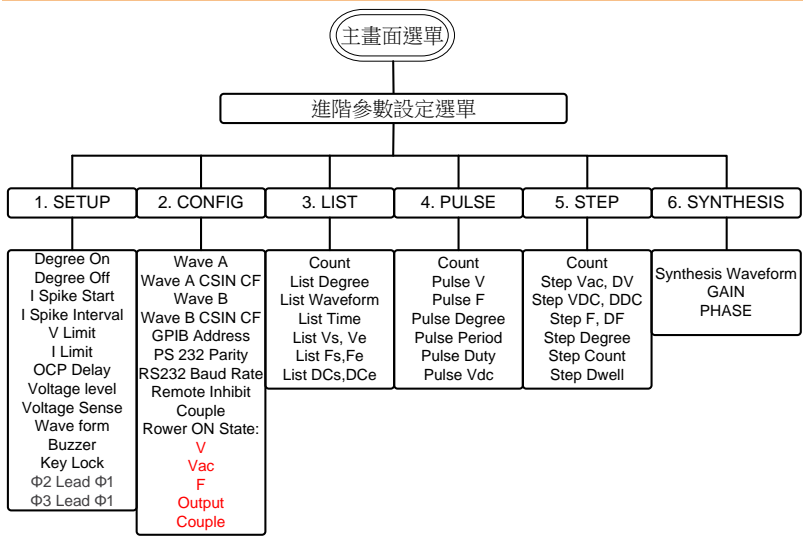 主畫面選單
進階參數設定選單
1. SETUP
2. CONFIG
3. LIST
4. PULSE
5. STEP
6. SYNTHESIS
Degree On
Degree Off
I Spike Start
I Spike Interval
V Limit
I Limit
OCP Delay
Voltage level
Voltage Sense
Wave form
Buzzer
Key Lock
Φ2 Lead Φ1
Φ3 Lead Φ1
Wave A
Wave A CSIN CF
Wave B
Wave B CSIN CF
GPIB Address
PS 232 Parity
RS232 Baud Rate
Remote Inhibit
Couple
Rower ON State:
V
Vac
F
Output
Couple
Count
List Degree
List Waveform
List Time
List Vs, Ve
List Fs,Fe
List DCs,DCe
Count
Pulse V
Pulse F
Pulse Degree
Pulse Period
Pulse Duty
Pulse Vdc
Count
Step Vac, DV
Step VDC, DDC
Step F, DF
Step Degree
Step Count
Step Dwell
Synthesis Waveform
GAIN
PHASE